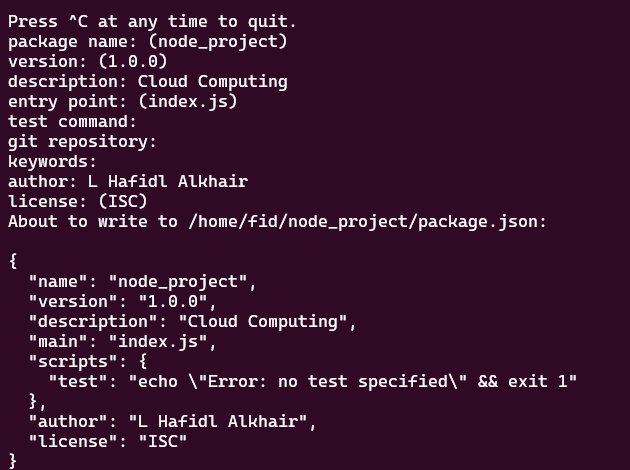 Press ^C at any time to quit.
package name: (node_project)
version: (1.0.0)
description: Cloud Computing
entry point: (index.js)
test command:
git repository:
keywords:
author: L Hafidl Alkhair
license: (ISC)
About to write to /home/fid/node_project/package.json:

{
  "name": "node_project",
  "version": "1.0.0",
  "description": "Cloud Computing",
  "main": "index.js",
  "scripts": {
    "test": "echo \"Error: no test specified\" && exit 1"
  },
  "author": "L Hafidl Alkhair",
  "license": "ISC"
}